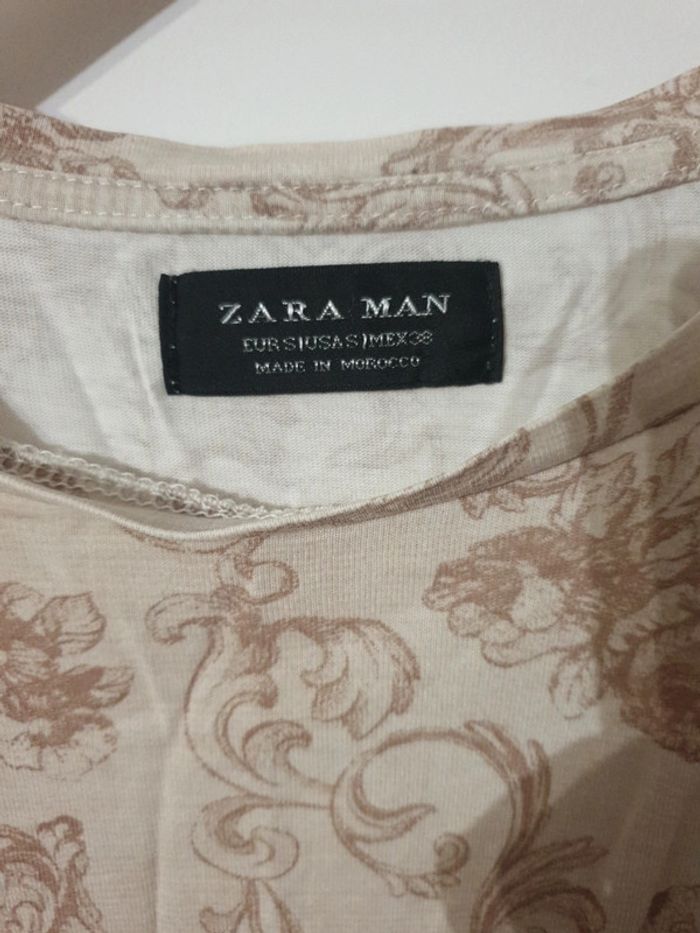 ZARA MAN
EUR S|USA S|MEX 38
MADE IN MOROCCO